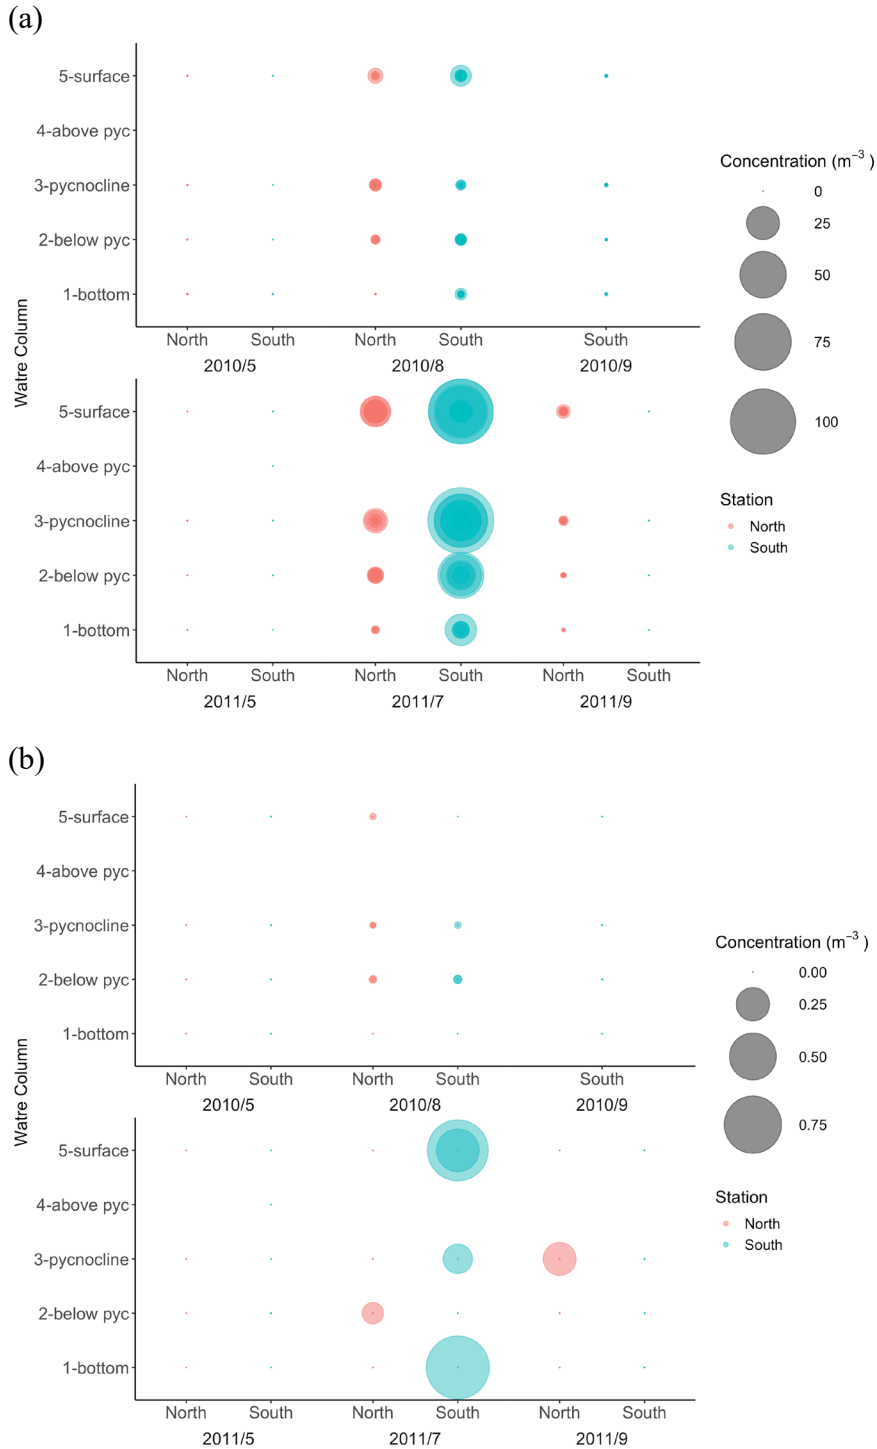 (a)
5-surface
4-above pyc
3-pycnocline
2-below pyc
1-bottom
North South North South South
2010/5 2010/8 2010/9
Watre Column
5-surface
4-above pyc
3-pycnocline
2-below pyc
1-bottom
North South North South North South
2011/5 2011/7 2011/9
Concentration (m⁻³ )
0
25
50
75
100
Station
North
South
(b)
5-surface
4-above pyc
3-pycnocline
2-below pyc
1-bottom
North South North South South
2010/5 2010/8 2010/9
Watre Column
5-surface
4-above pyc
3-pycnocline
2-below pyc
1-bottom
North South North South North South
2011/5 2011/7 2011/9
Concentration (m⁻³ )
0.00
0.25
0.50
0.75
Station
North
South